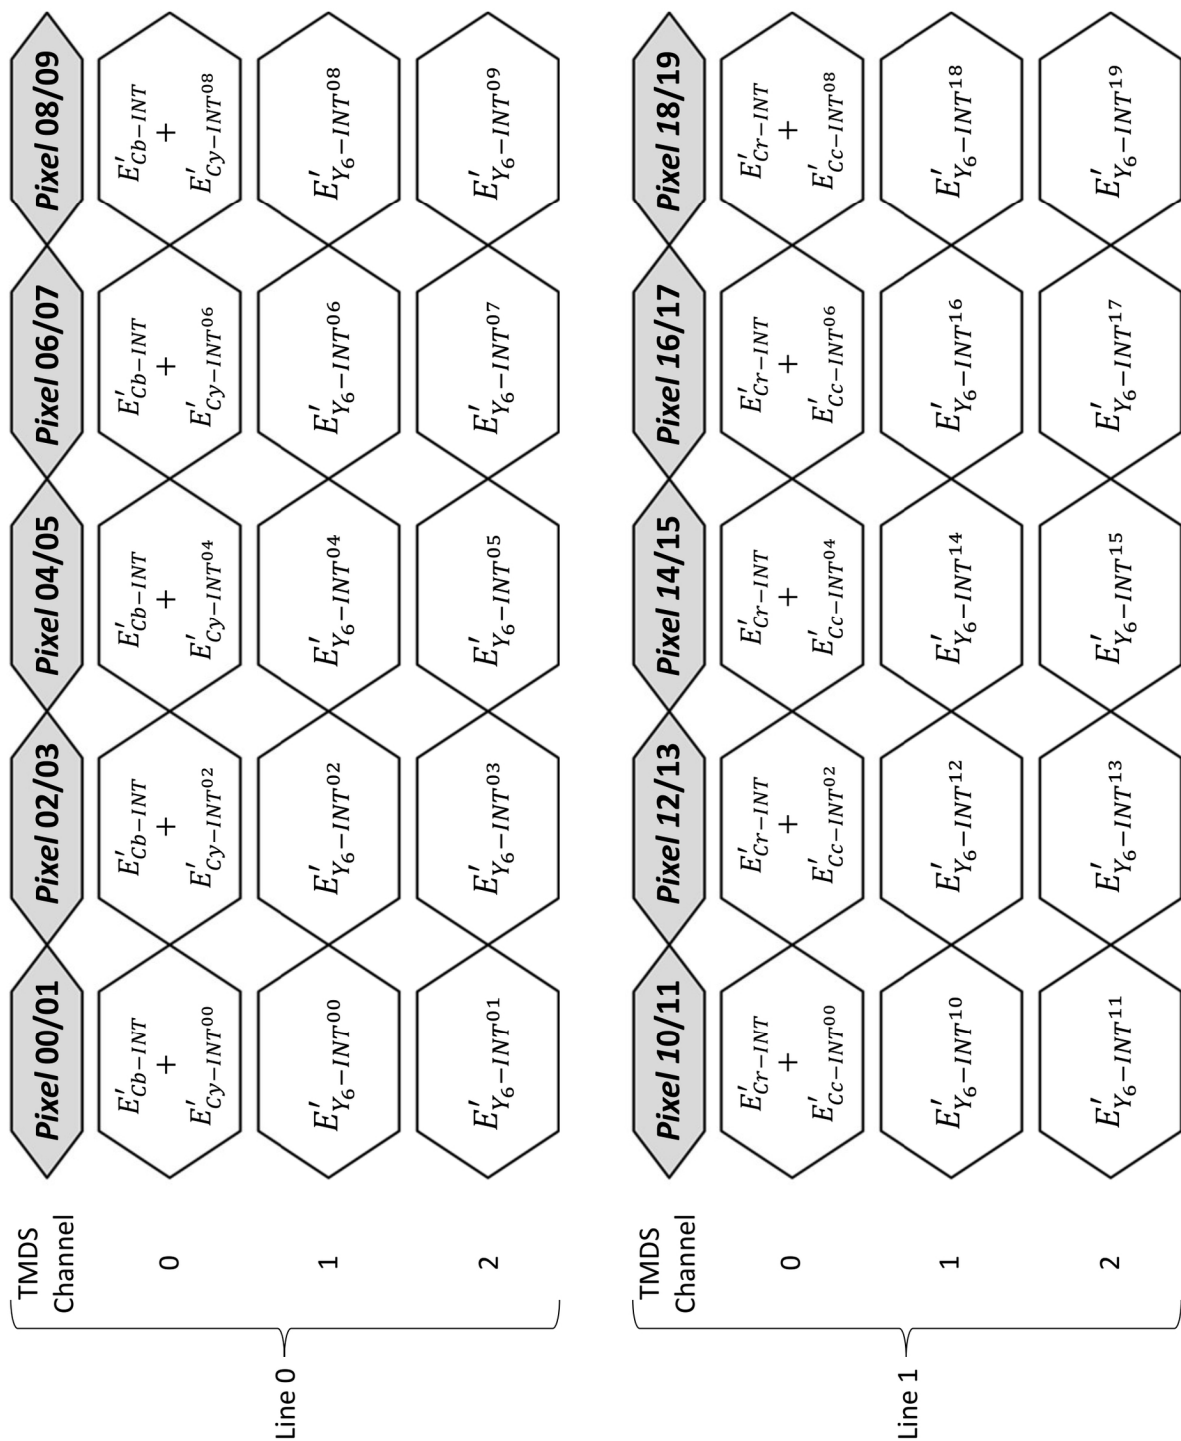 Line 0
TMDS Channel
Pixel 00/01 Pixel 02/03 Pixel 04/05 Pixel 06/07 Pixel 08/09
0
E'Cb−INT + E'Cy−INT⁰⁰
E'Cb−INT + E'Cy−INT⁰²
E'Cb−INT + E'Cy−INT⁰⁴
E'Cb−INT + E'Cy−INT⁰⁶
E'Cb−INT + E'Cy−INT⁰⁸
1
E'Y₆−INT⁰⁰ E'Y₆−INT⁰² E'Y₆−INT⁰⁴ E'Y₆−INT⁰⁶ E'Y₆−INT⁰⁸
2
E'Y₆−INT⁰¹ E'Y₆−INT⁰³ E'Y₆−INT⁰⁵ E'Y₆−INT⁰⁷ E'Y₆−INT⁰⁹
Line 1
TMDS Channel
Pixel 10/11 Pixel 12/13 Pixel 14/15 Pixel 16/17 Pixel 18/19
0
E'Cr−INT + E'Cc−INT⁰⁰
E'Cr−INT + E'Cc−INT⁰²
E'Cr−INT + E'Cc−INT⁰⁴
E'Cr−INT + E'Cc−INT⁰⁶
E'Cr−INT + E'Cc−INT⁰⁸
1
E'Y₆−INT¹⁰ E'Y₆−INT¹² E'Y₆−INT¹⁴ E'Y₆−INT¹⁶ E'Y₆−INT¹⁸
2
E'Y₆−INT¹¹ E'Y₆−INT¹³ E'Y₆−INT¹⁵ E'Y₆−INT¹⁷ E'Y₆−INT¹⁹